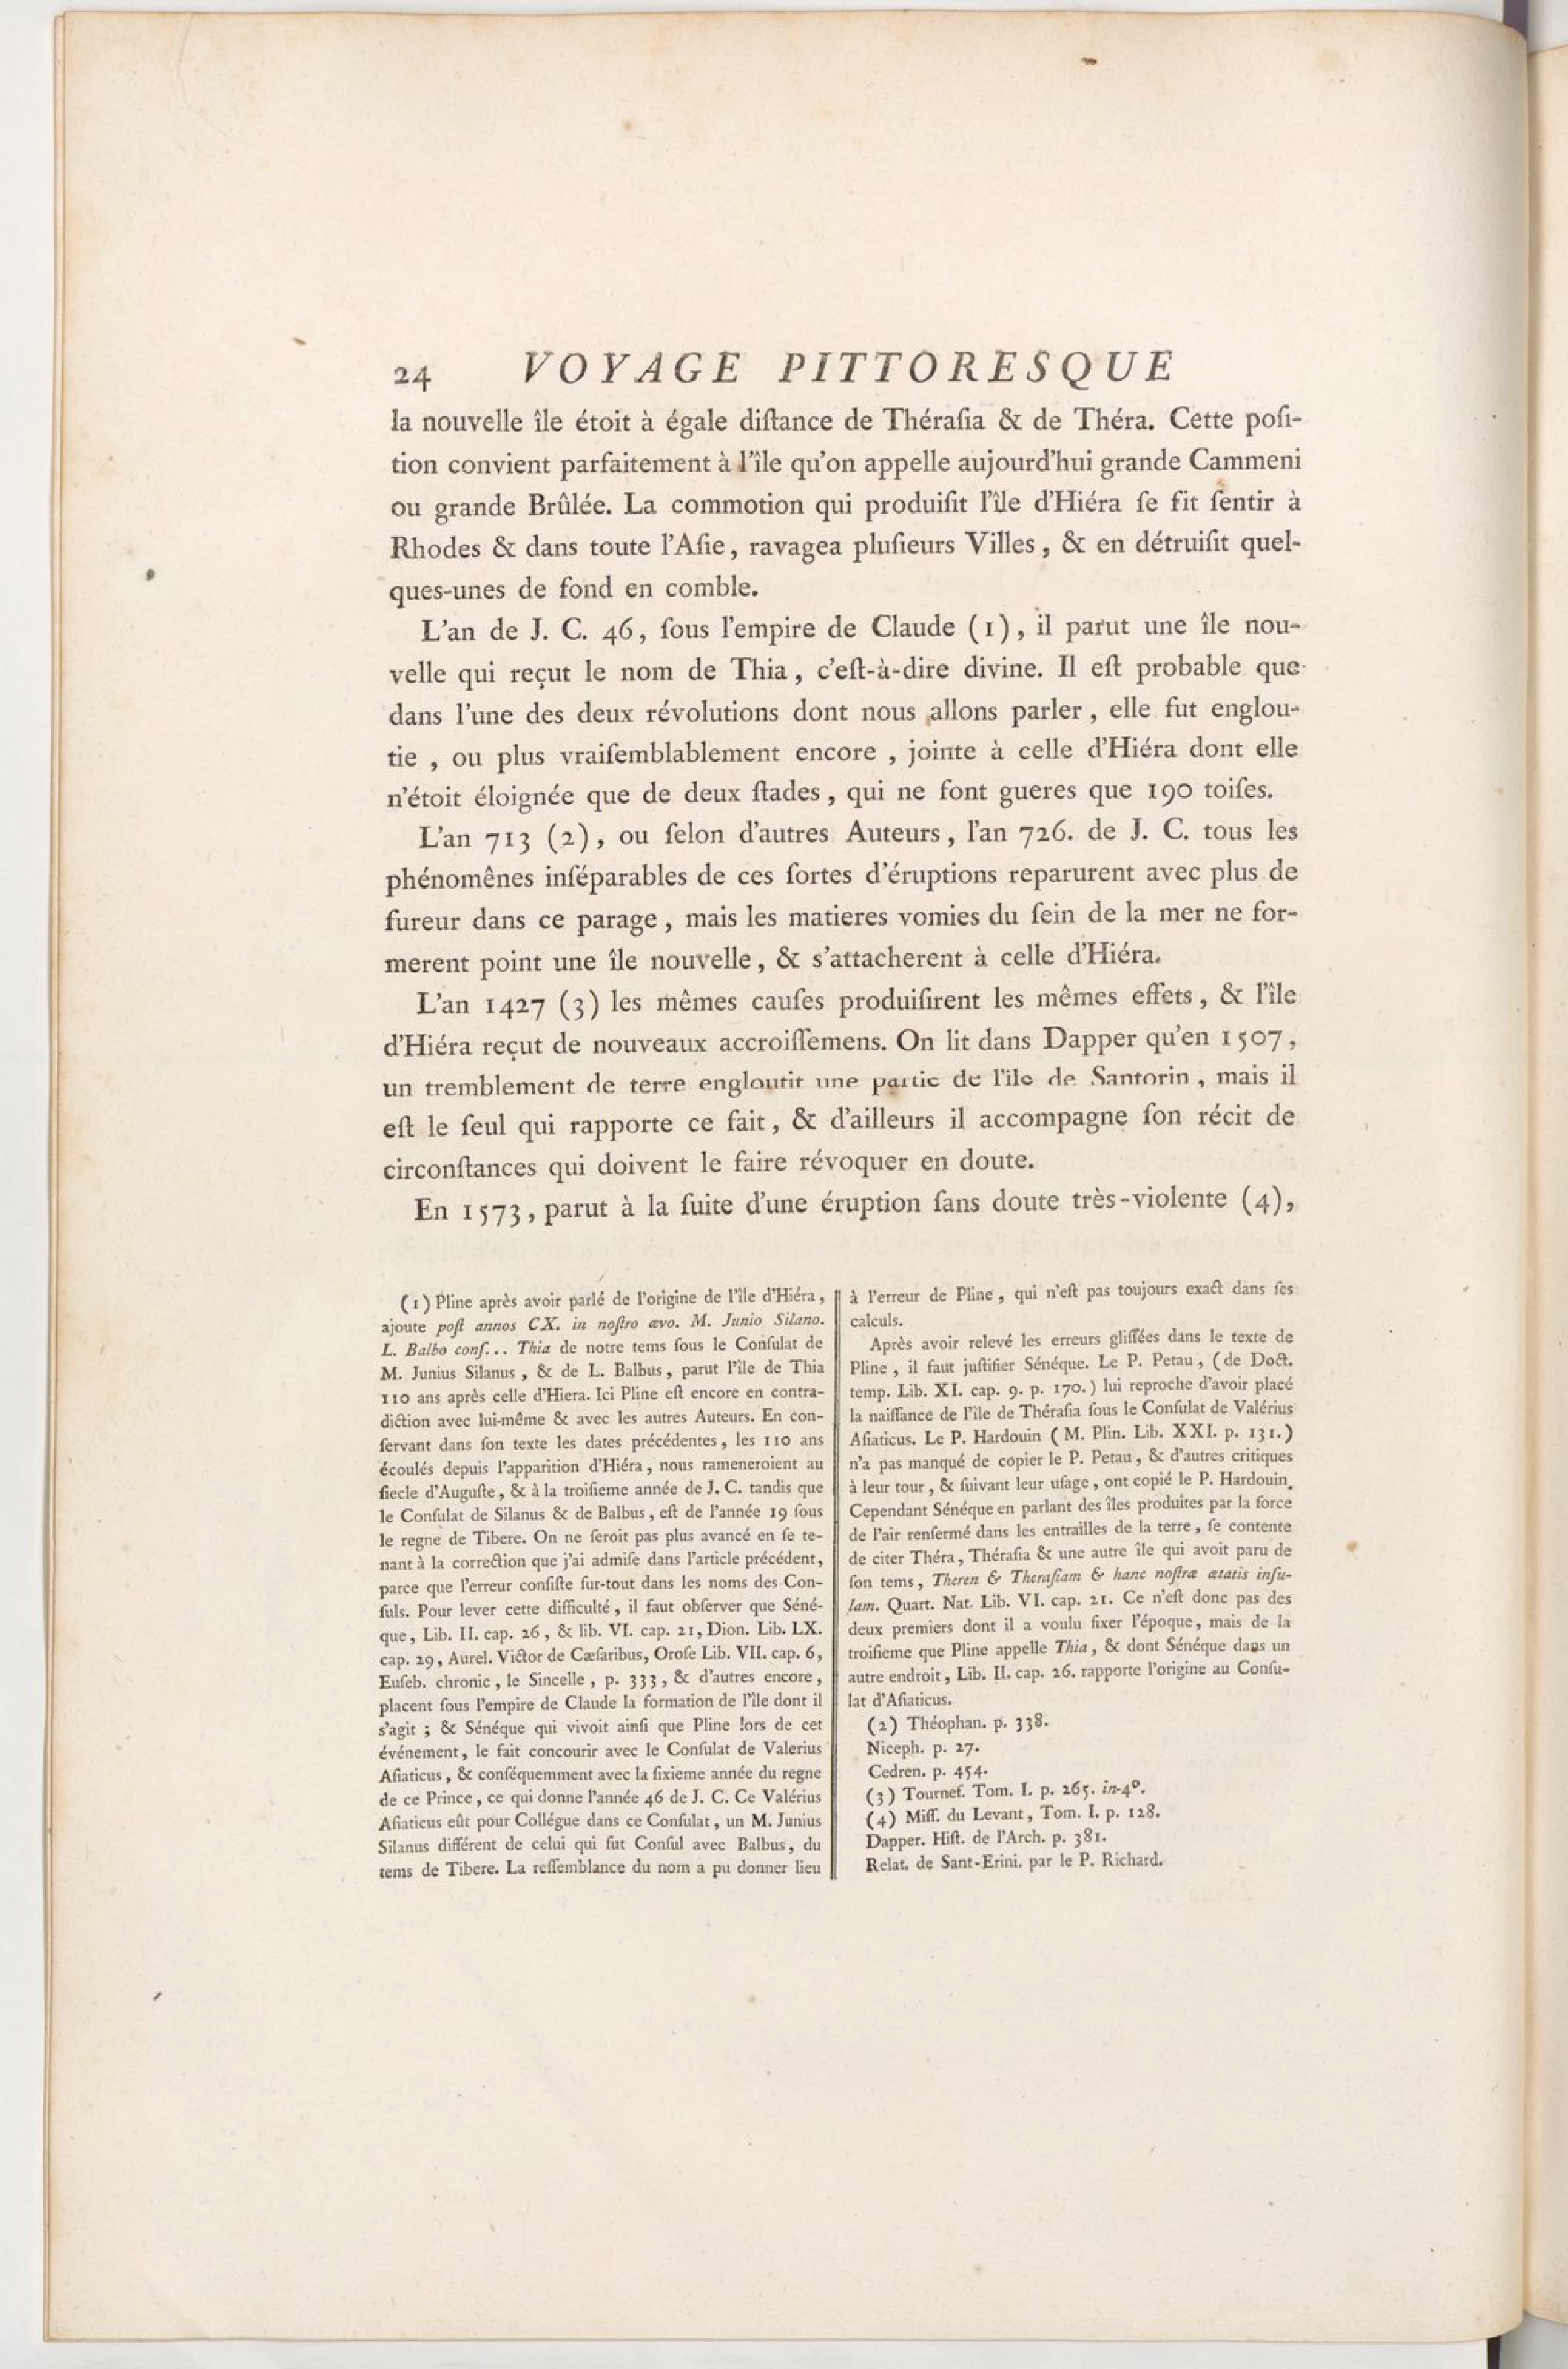 24 VOYAGE PITTORESQUE
la nouvelle île étoit à égale diſtance de Théraſia & de Théra. Cette poſi-
tion convient parfaitement à l'île qu'on appelle aujourd'hui grande Cammeni
ou grande Brûlée. La commotion qui produiſit l'île d'Hiéra ſe fit ſentir à
Rhodes & dans toute l'Aſie, ravagea pluſieurs Villes, & en détruiſit quel-
ques-unes de fond en comble.
L'an de J. C. 46, ſous l'empire de Claude (1), il parut une île nou-
velle qui reçut le nom de Thia, c'eſt-à-dire divine. Il eſt probable que
dans l'une des deux révolutions dont nous allons parler, elle fut englou-
tie, ou plus vraiſemblablement encore, jointe à celle d'Hiéra dont elle
n'étoit éloignée que de deux ſtades, qui ne font gueres que 190 toiſes.
L'an 713 (2), ou ſelon d'autres Auteurs, l'an 726. de J. C. tous les
phénomênes inſéparables de ces ſortes d'éruptions reparurent avec plus de
fureur dans ce parage, mais les matieres vomies du ſein de la mer ne for-
merent point une île nouvelle, & s'attacherent à celle d'Hiéra.
L'an 1427 (3) les mêmes cauſes produiſirent les mêmes effets, & l'île
d'Hiéra reçut de nouveaux accroiſſemens. On lit dans Dapper qu'en 1507,
un tremblement de terre engloutit une partie de l'île de Santorin, mais il
eſt le ſeul qui rapporte ce fait, & d'ailleurs il accompagne ſon récit de
circonſtances qui doivent le faire révoquer en doute.
En 1573, parut à la ſuite d'une éruption ſans doute très-violente (4),
(1) Pline après avoir parlé de l'origine de l'île d'Hiéra,
ajoute poſt annos CX. in noſtro ævo. M. Junio Silano.
L. Balbo conſ... Thia de notre tems ſous le Conſulat de
M. Junius Silanus, & de L. Balbus, parut l'île de Thia
110 ans après celle d'Hiera. Ici Pline eſt encore en contra-
diction avec lui-même & avec les autres Auteurs. En con-
ſervant dans ſon texte les dates précédentes, les 110 ans
écoulés depuis l'apparition d'Hiéra, nous rameneroient au
ſiecle d'Auguſte, & à la troiſieme année de J. C. tandis que
le Conſulat de Silanus & de Balbus, eſt de l'année 19 ſous
le regne de Tibere. On ne ſeroit pas plus avancé en ſe te-
nant à la correction que j'ai admiſe dans l'article précédent,
parce que l'erreur conſiſte ſur-tout dans les noms des Con-
ſuls. Pour lever cette difficulté, il faut obſerver que Séné-
que, Lib. II. cap. 26, & lib. VI. cap. 21, Dion. Lib. LX.
cap. 29, Aurel. Victor de Cæſaribus, Oroſe Lib. VII. cap. 6,
Euſeb. chronic, le Sincelle, p. 333, & d'autres encore,
placent ſous l'empire de Claude la formation de l'île dont il
s'agit; & Sénéque qui vivoit ainſi que Pline lors de cet
événement, le fait concourir avec le Conſulat de Valerius
Aſiaticus, & conſéquemment avec la ſixieme année du regne
de ce Prince, ce qui donne l'année 46 de J. C. Ce Valérius
Aſiaticus eût pour Collégue dans ce Conſulat, un M. Junius
Silanus différent de celui qui fut Conſul avec Balbus, du
tems de Tibere. La reſſemblance du nom a pu donner lieu
à l'erreur de Pline, qui n'eſt pas toujours exact dans ſes
calculs.
Après avoir relevé les erreurs gliſſées dans le texte de
Pline, il faut juſtifier Sénéque. Le P. Petau, (de Doct.
temp. Lib. XI. cap. 9. p. 170.) lui reproche d'avoir placé
la naiſſance de l'île de Théraſia ſous le Conſulat de Valérius
Aſiaticus. Le P. Hardouin (M. Plin. Lib. XXI. p. 131.)
n'a pas manqué de copier le P. Petau, & d'autres critiques
à leur tour, & ſuivant leur uſage, ont copié le P. Hardouin.
Cependant Sénéque en parlant des îles produites par la force
de l'air renfermé dans les entrailles de la terre, ſe contente
de citer Théra, Théraſia & une autre île qui avoit paru de
ſon tems, Theren & Theraſiam & hanc noſtræ ætatis inſu-
lam. Quart. Nat. Lib. VI. cap. 21. Ce n'eſt donc pas des
deux premiers dont il a voulu fixer l'époque, mais de la
troiſieme que Pline appelle Thia, & dont Sénéque dans un
autre endroit, Lib. II. cap. 26. rapporte l'origine au Conſu-
lat d'Aſiaticus.
(2) Théophan. p. 338.
Niceph. p. 27.
Cedren. p. 454.
(3) Tournef. Tom. I. p. 265. in-4°.
(4) Miſſ. du Levant, Tom. I. p. 128.
Dapper. Hiſt. de l'Arch. p. 381.
Relat. de Sant-Erini. par le P. Richard.